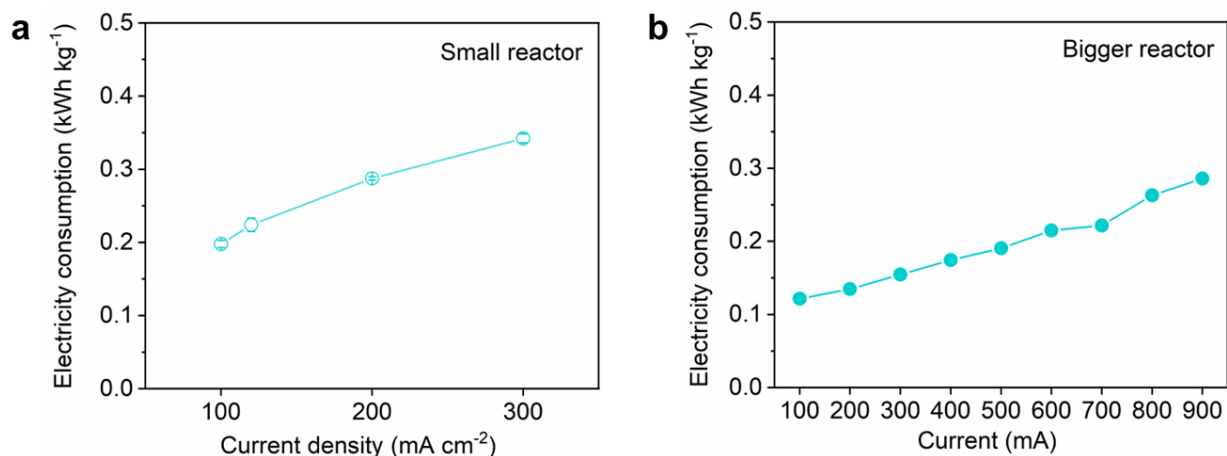 a
Small reactor
Electricity consumption (kWh kg⁻¹)
0.5
0.4
0.3
0.2
0.1
0.0
100 200 300
Current density (mA cm⁻²)
b
Bigger reactor
Electricity consumption (kWh kg⁻¹)
0.5
0.4
0.3
0.2
0.1
0.0
100 200 300 400 500 600 700 800 900
Current (mA)